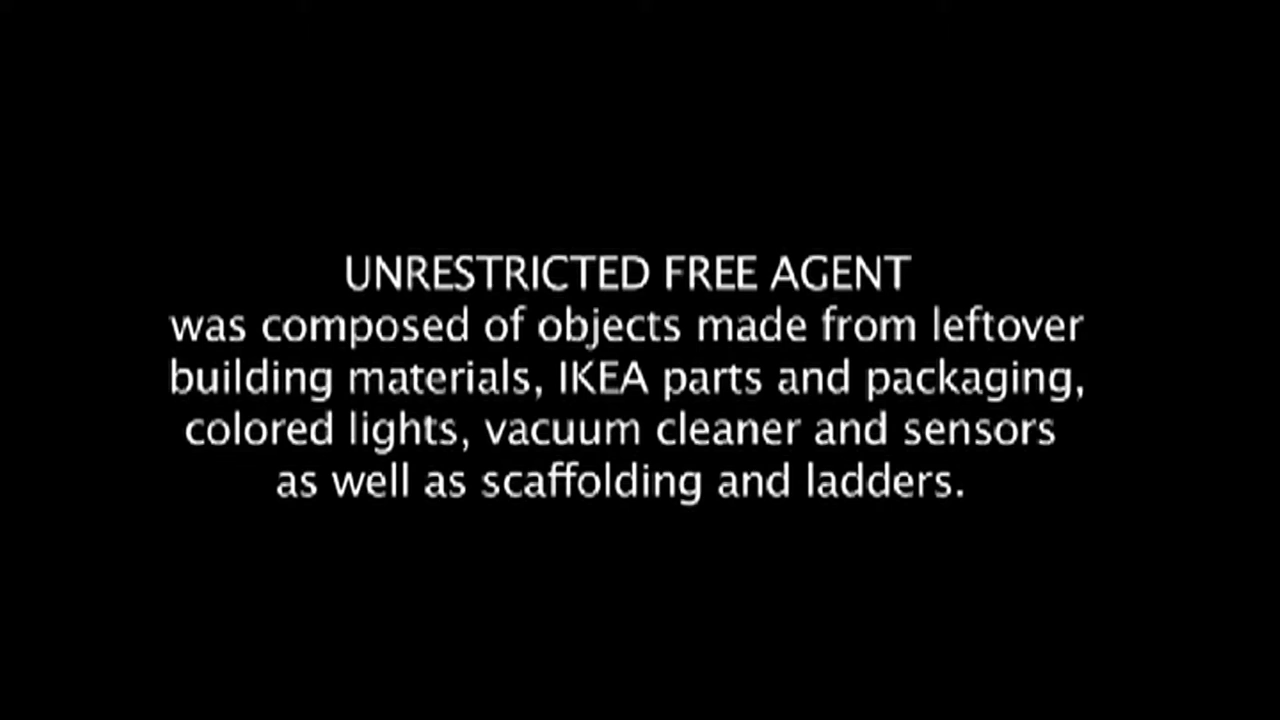 UNRESTRICTED FREE AGENT
was composed of objects made from leftover
building materials, IKEA parts and packaging,
colored lights, vacuum cleaner and sensors
as well as scaffolding and ladders.